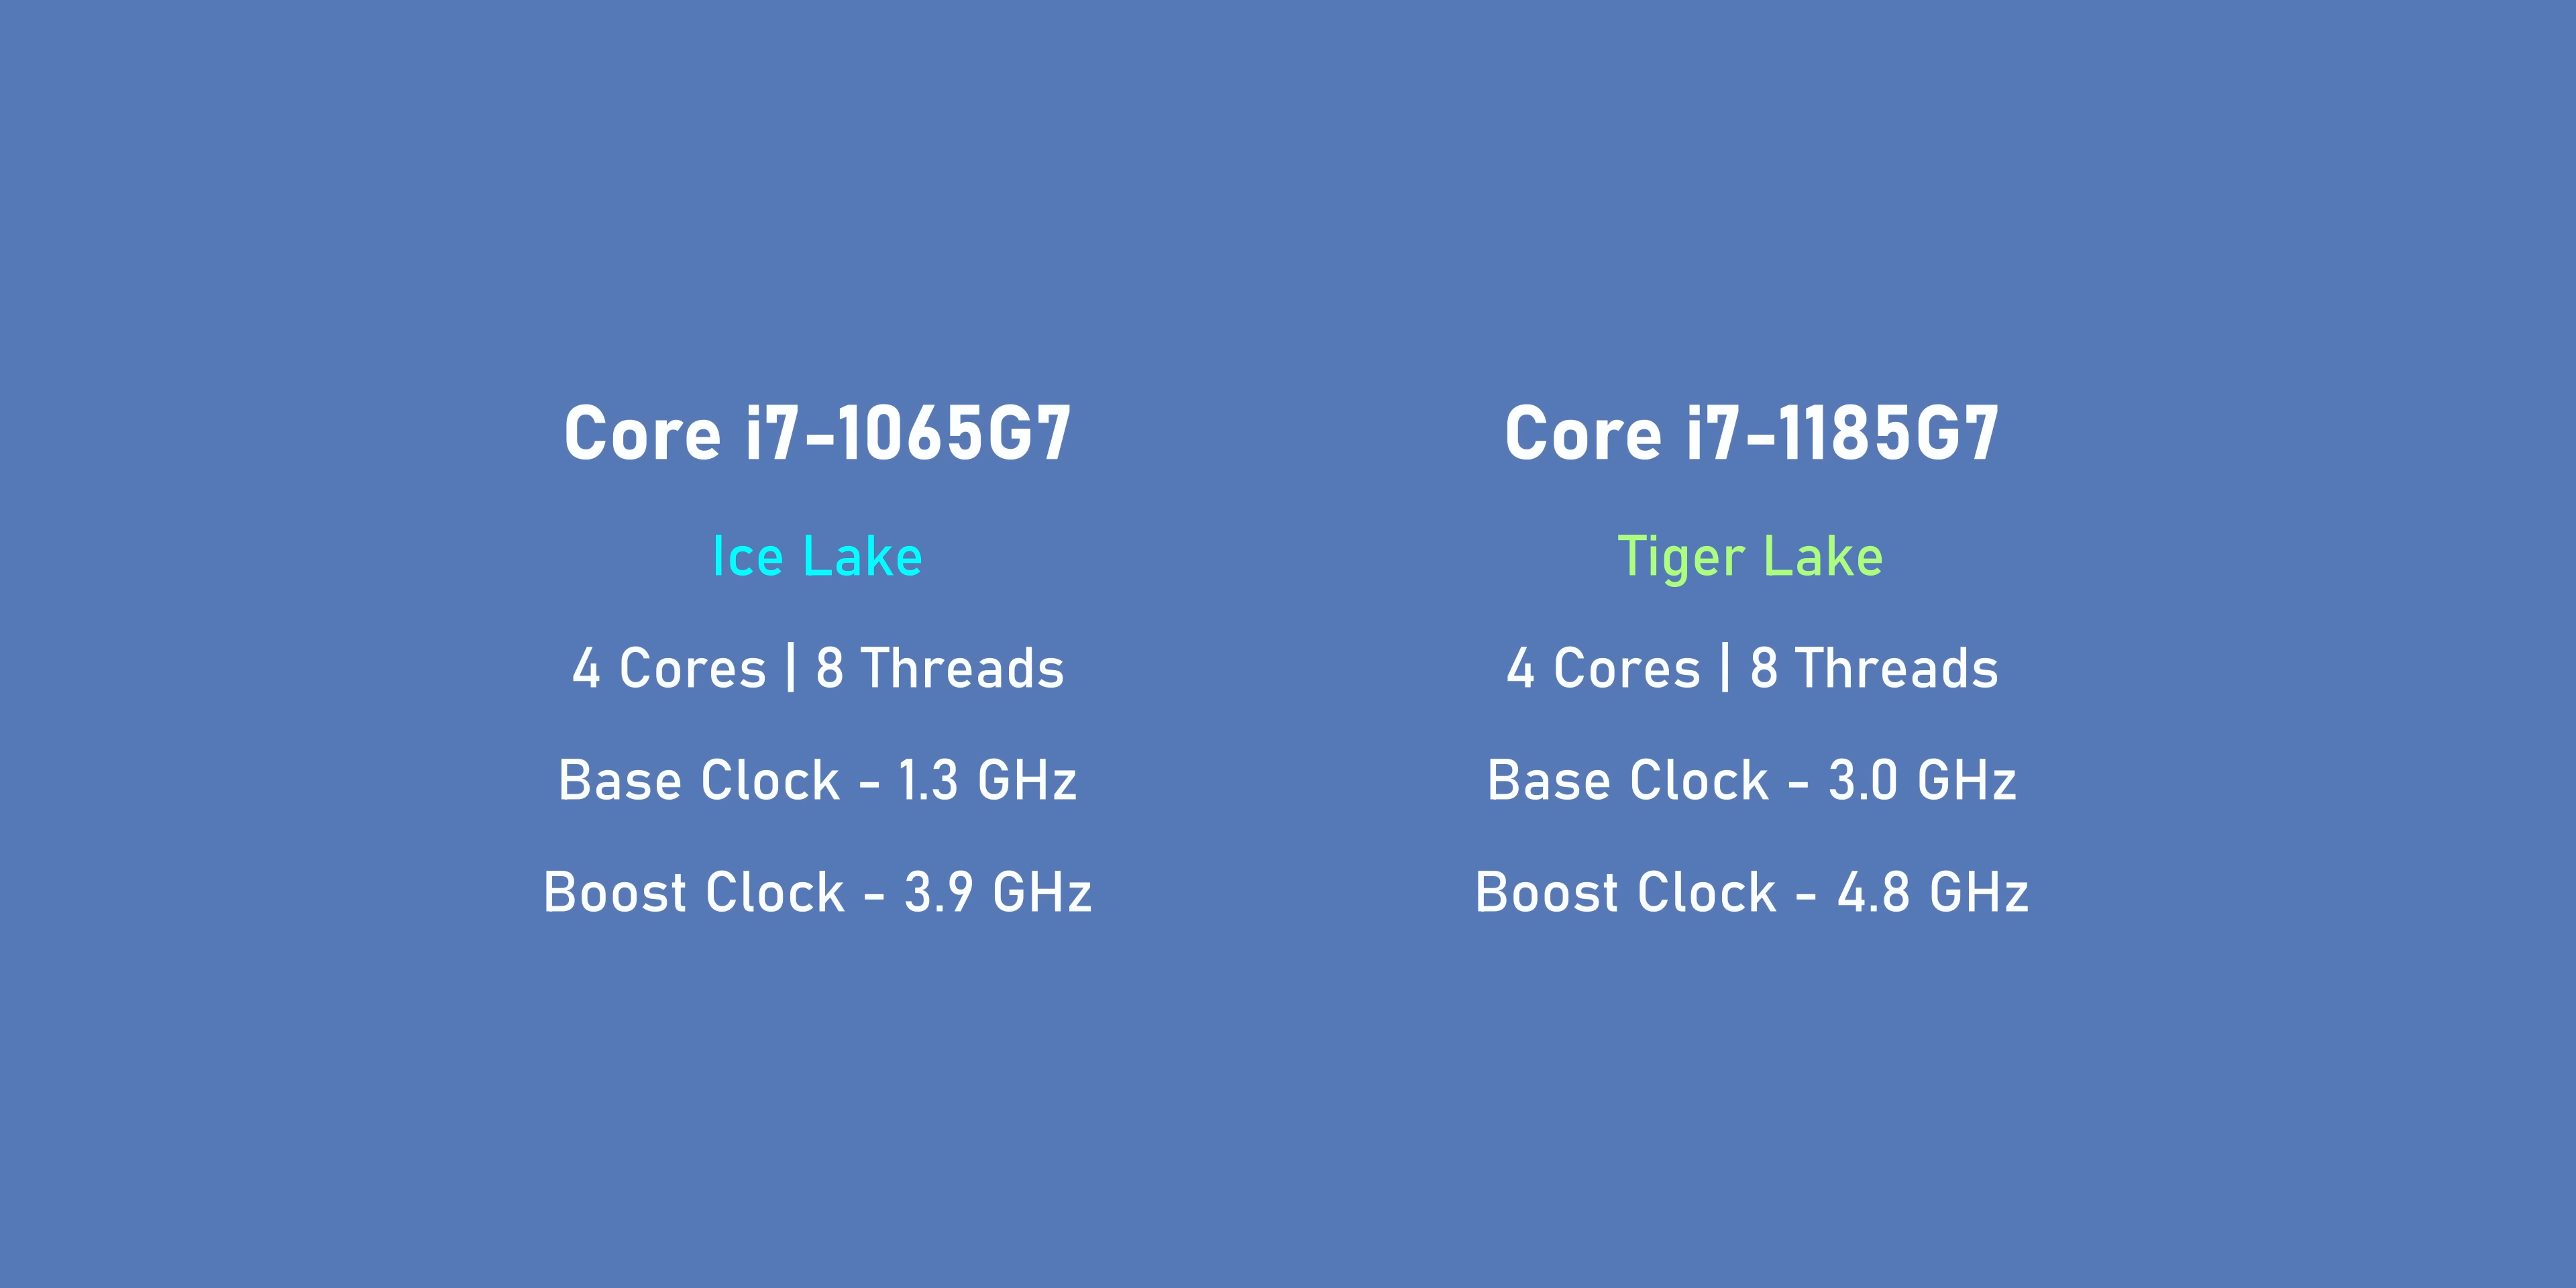 Core i7-1065G7
Ice Lake
4 Cores | 8 Threads
Base Clock - 1.3 GHz
Boost Clock - 3.9 GHz
Core i7-1185G7
Tiger Lake
4 Cores | 8 Threads
Base Clock - 3.0 GHz
Boost Clock - 4.8 GHz